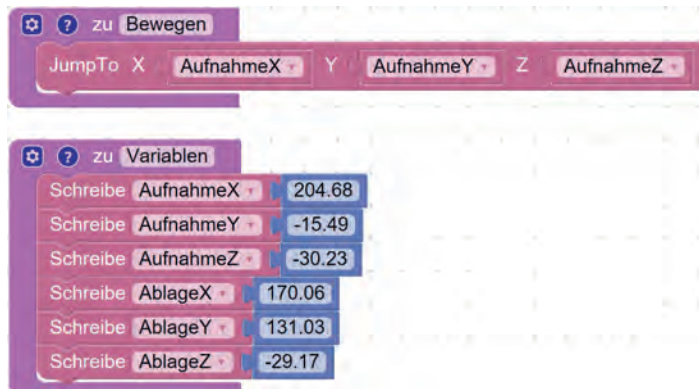 ? zu Bewegen
JumpTo X AufnahmeX Y AufnahmeY Z AufnahmeZ
? zu Variablen
Schreibe AufnahmeX 204.68
Schreibe AufnahmeY -15.49
Schreibe AufnahmeZ -30.23
Schreibe AblageX 170.06
Schreibe AblageY 131.03
Schreibe AblageZ -29.17